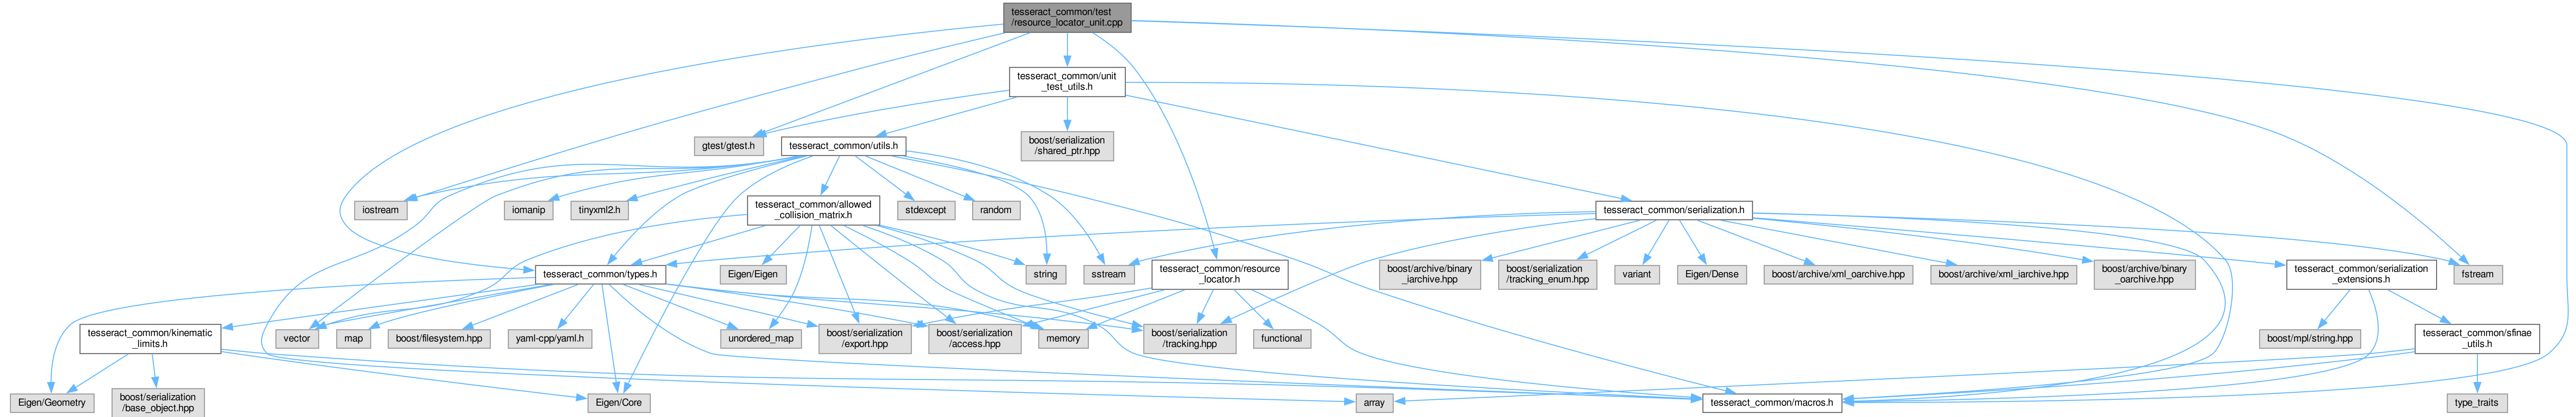 tesseract_common/test
/resource_locator_unit.cpp
tesseract_common/unit
_test_utils.h
gtest/gtest.h
tesseract_common/utils.h
boost/serialization
/shared_ptr.hpp
iostream
iomanip
tinyxml2.h
tesseract_common/allowed
_collision_matrix.h
stdexcept
random
tesseract_common/serialization.h
tesseract_common/types.h
Eigen/Eigen
string
sstream
tesseract_common/resource
_locator.h
boost/archive/binary
_iarchive.hpp
boost/serialization
/tracking_enum.hpp
variant
Eigen/Dense
boost/archive/xml_oarchive.hpp
boost/archive/xml_iarchive.hpp
boost/archive/binary
_oarchive.hpp
tesseract_common/serialization
_extensions.h
fstream
tesseract_common/kinematic
_limits.h
vector
map
boost/filesystem.hpp
yaml-cpp/yaml.h
unordered_map
boost/serialization
/export.hpp
boost/serialization
/access.hpp
memory
boost/serialization
/tracking.hpp
functional
boost/mpl/string.hpp
tesseract_common/sfinae
_utils.h
Eigen/Geometry
boost/serialization
/base_object.hpp
Eigen/Core
array
tesseract_common/macros.h
type_traits